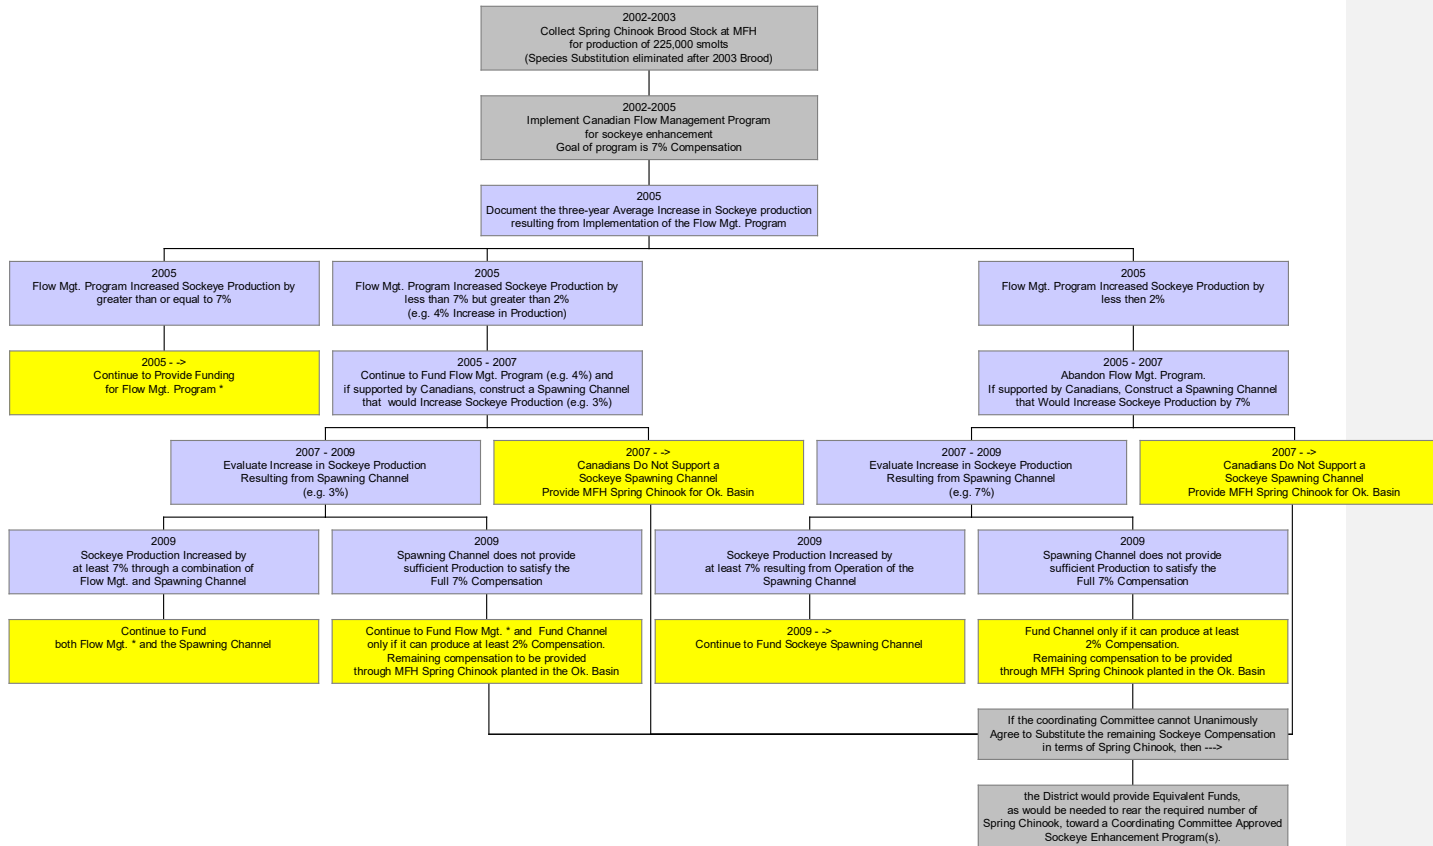 2002-2003
Collect Spring Chinook Brood Stock at MFH
for production of 225,000 smolts
(Species Substitution eliminated after 2003 Brood)
2002-2005
Implement Canadian Flow Management Program
for sockeye enhancement
Goal of program is 7% Compensation
2005
Document the three-year Average Increase in Sockeye production
resulting from Implementation of the Flow Mgt. Program
2005
Flow Mgt. Program Increased Sockeye Production by
greater than or equal to 7%
2005
Flow Mgt. Program Increased Sockeye Production by
less than 7% but greater than 2%
(e.g. 4% Increase in Production)
2005
Flow Mgt. Program Increased Sockeye Production by
less then 2%
2005 - ->
Continue to Provide Funding
for Flow Mgt. Program *
2005 - 2007
Continue to Fund Flow Mgt. Program (e.g. 4%) and
if supported by Canadians, construct a Spawning Channel
that would Increase Sockeye Production (e.g. 3%)
2005 - 2007
Abandon Flow Mgt. Program.
If supported by Canadians, Construct a Spawning Channel
that Would Increase Sockeye Production by 7%
2007 - 2009
Evaluate Increase in Sockeye Production
Resulting from Spawning Channel
(e.g. 3%)
2007 - ->
Canadians Do Not Support a
Sockeye Spawning Channel
Provide MFH Spring Chinook for Ok. Basin
2007 - 2009
Evaluate Increase in Sockeye Production
Resulting from Spawning Channel
(e.g. 7%)
2007 - ->
Canadians Do Not Support a
Sockeye Spawning Channel
Provide MFH Spring Chinook for Ok. Basin
2009
Sockeye Production Increased by
at least 7% through a combination of
Flow Mgt. and Spawning Channel
2009
Spawning Channel does not provide
sufficient Production to satisfy the
Full 7% Compensation
2009
Sockeye Production Increased by
at least 7% resulting from Operation of the
Spawning Channel
2009
Spawning Channel does not provide
sufficient Production to satisfy the
Full 7% Compensation
Continue to Fund
both Flow Mgt. * and the Spawning Channel
Continue to Fund Flow Mgt. * and Fund Channel
only if it can produce at least 2% Compensation.
Remaining compensation to be provided
through MFH Spring Chinook planted in the Ok. Basin
2009 - ->
Continue to Fund Sockeye Spawning Channel
Fund Channel only if it can produce at least
2% Compensation.
Remaining compensation to be provided
through MFH Spring Chinook planted in the Ok. Basin
If the coordinating Committee cannot Unanimously
Agree to Substitute the remaining Sockeye Compensation
in terms of Spring Chinook, then --->
the District would provide Equivalent Funds,
as would be needed to rear the required number of
Spring Chinook, toward a Coordinating Committee Approved
Sockeye Enhancement Program(s).